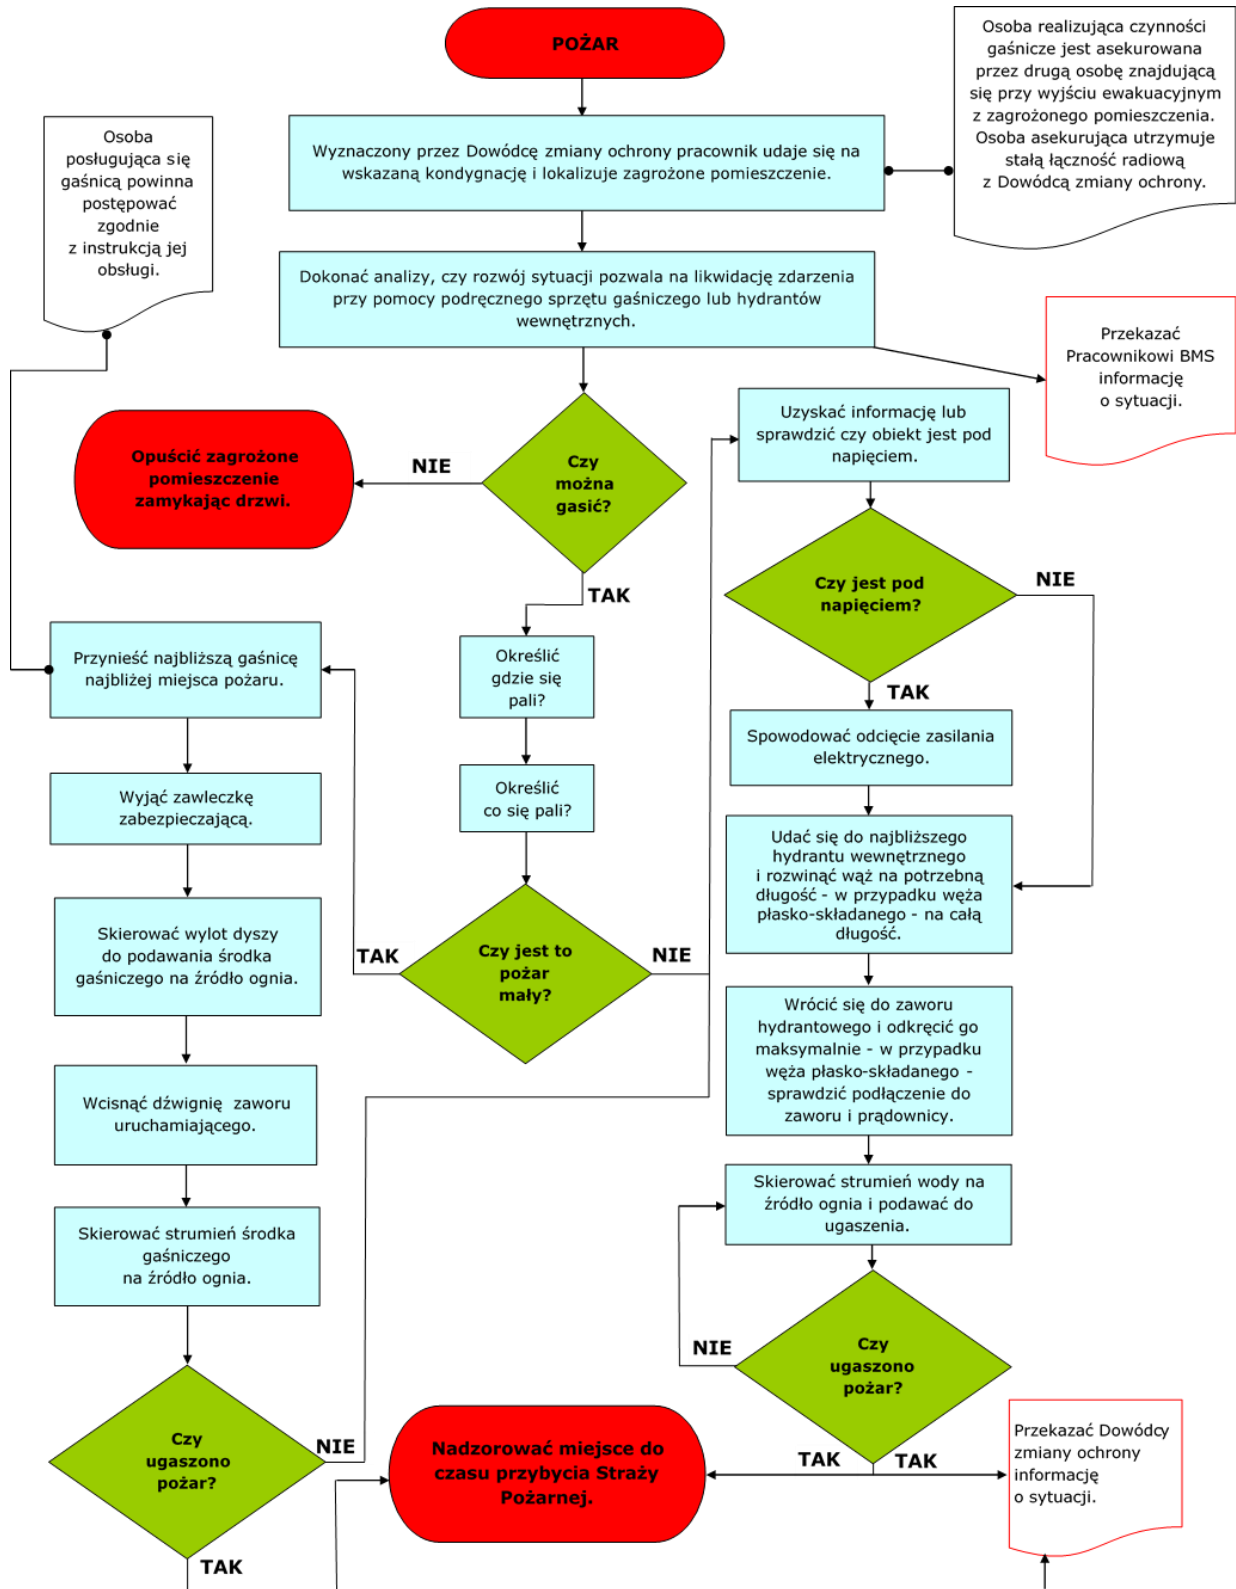 POŻAR
Osoba realizująca czynności
gaśnicze jest asekurowana
przez drugą osobę znajdującą
się przy wyjściu ewakuacyjnym
z zagrożonego pomieszczenia.
Osoba asekurująca utrzymuje
stałą łączność radiową
z Dowódcą zmiany ochrony.
Osoba
posługująca się
gaśnicą powinna
postępować
zgodnie
z instrukcją jej
obsługi.
Wyznaczony przez Dowódcę zmiany ochrony pracownik udaje się na
wskazaną kondygnację i lokalizuje zagrożone pomieszczenie.
Dokonać analizy, czy rozwój sytuacji pozwala na likwidację zdarzenia
przy pomocy podręcznego sprzętu gaśniczego lub hydrantów
wewnętrznych.
Przekazać
Pracownikowi BMS
informację
o sytuacji.
Czy
można
gasić?
NIE
Opuścić zagrożone
pomieszczenie
zamykając drzwi.
TAK
Określić
gdzie się
pali?
Określić
co się pali?
Czy jest to
pożar
mały?
TAK
NIE
Przynieść najbliższą gaśnicę
najbliżej miejsca pożaru.
Wyjąć zawleczkę
zabezpieczającą.
Skierować wylot dyszy
do podawania środka
gaśniczego na źródło ognia.
Wcisnąć dźwignię zaworu
uruchamiającego.
Skierować strumień środka
gaśniczego
na źródło ognia.
Czy
ugaszono
pożar?
NIE
TAK
Uzyskać informację lub
sprawdzić czy obiekt jest pod
napięciem.
Czy jest pod
napięciem?
NIE
TAK
Spowodować odcięcie zasilania
elektrycznego.
Udać się do najbliższego
hydrantu wewnętrznego
i rozwinąć wąż na potrzebną
długość - w przypadku węża
płasko-składanego - na całą
długość.
Wrócić się do zaworu
hydrantowego i odkręcić go
maksymalnie - w przypadku
węża płasko-składanego -
sprawdzić podłączenie do
zaworu i prądownicy.
Skierować strumień wody na
źródło ognia i podawać do
ugaszenia.
Czy
ugaszono
pożar?
NIE
TAK
TAK
Nadzorować miejsce do
czasu przybycia Straży
Pożarnej.
Przekazać Dowódcy
zmiany ochrony
informację
o sytuacji.